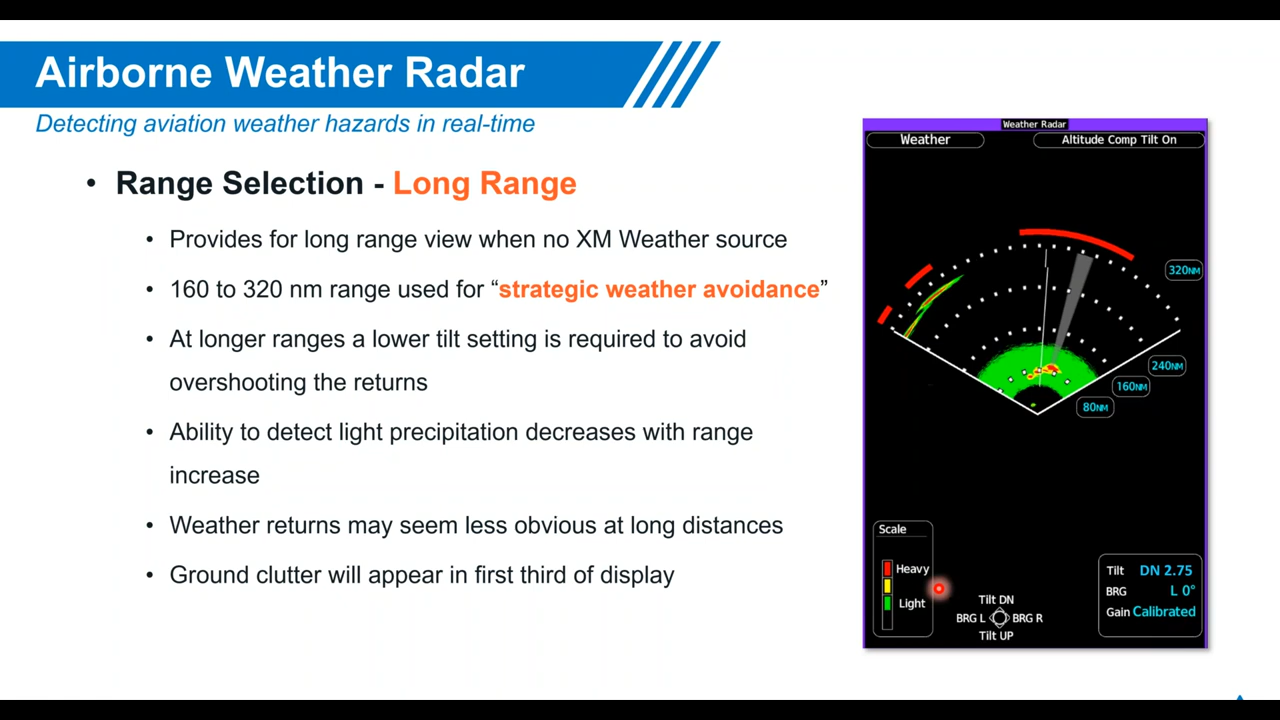 Airborne Weather Radar
Detecting aviation weather hazards in real-time
• Range Selection - Long Range
• Provides for long range view when no XM Weather source
• 160 to 320 nm range used for “strategic weather avoidance”
• At longer ranges a lower tilt setting is required to avoid
overshooting the returns
• Ability to detect light precipitation decreases with range
increase
• Weather returns may seem less obvious at long distances
• Ground clutter will appear in first third of display
Weather Radar
Weather
Altitude Comp Tilt On
320NM
240NM
160NM
80NM
Scale
Heavy
Light
Tilt DN
BRG L BRG R
Tilt UP
Tilt DN 2.75
BRG L 0°
Gain Calibrated